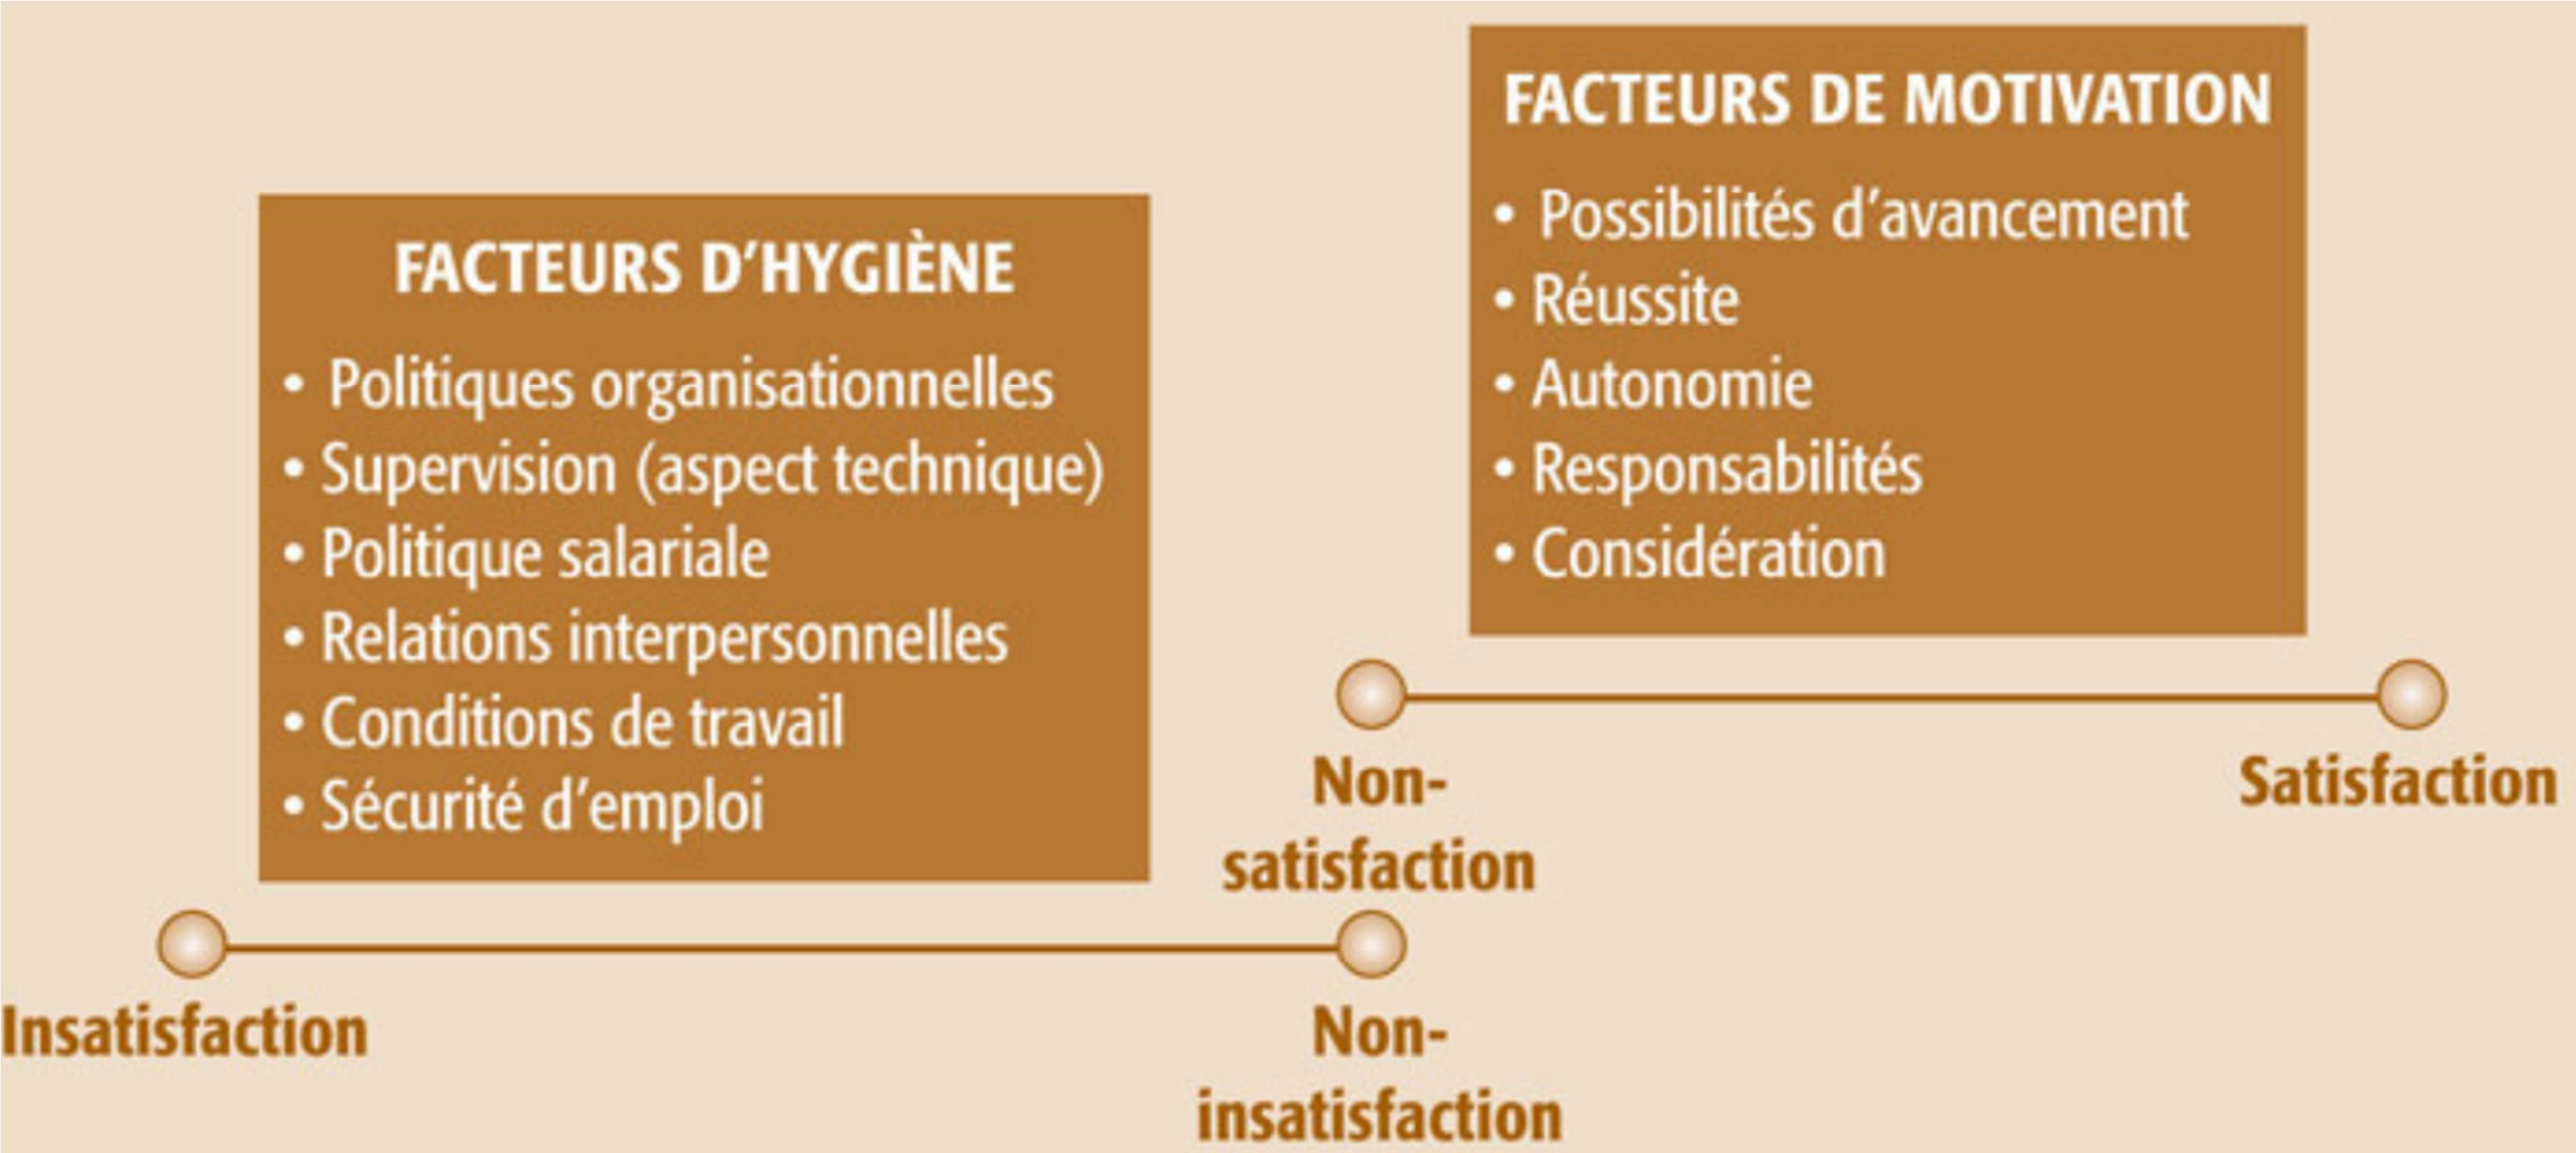 FACTEURS D’HYGIÈNE
• Politiques organisationnelles
• Supervision (aspect technique)
• Politique salariale
• Relations interpersonnelles
• Conditions de travail
• Sécurité d’emploi
FACTEURS DE MOTIVATION
• Possibilités d’avancement
• Réussite
• Autonomie
• Responsabilités
• Considération
Non-
satisfaction
Satisfaction
Insatisfaction
Non-
insatisfaction